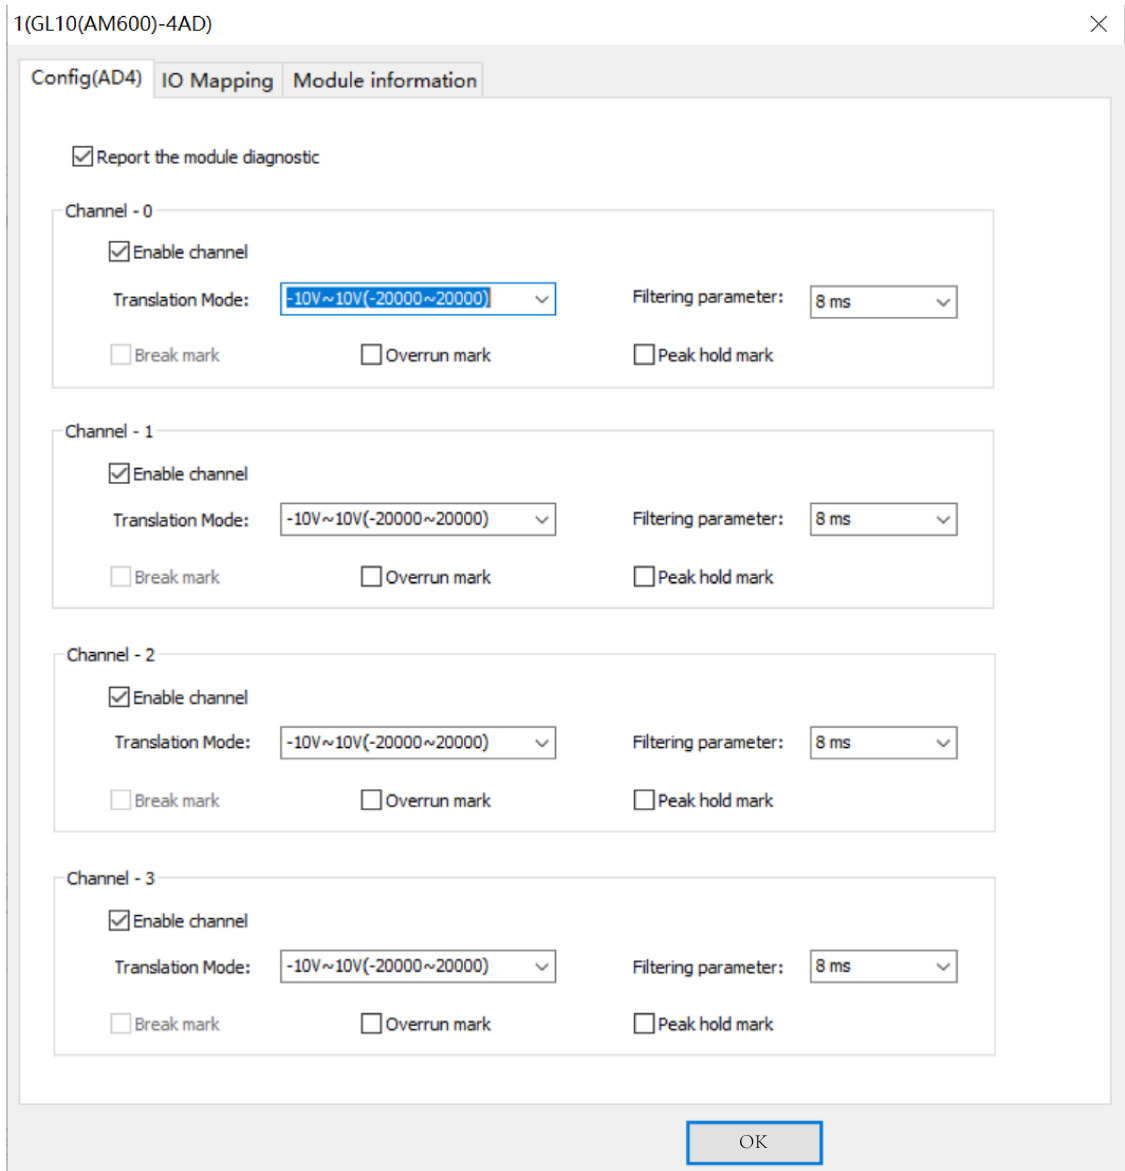 1(GL10(AM600)-4AD)
Config(AD4) IO Mapping Module information
Report the module diagnostic
Channel - 0
Enable channel
Translation Mode: -10V~10V(-20000~20000) Filtering parameter: 8 ms
Break mark Overrun mark Peak hold mark
Channel - 1
Enable channel
Translation Mode: -10V~10V(-20000~20000) Filtering parameter: 8 ms
Break mark Overrun mark Peak hold mark
Channel - 2
Enable channel
Translation Mode: -10V~10V(-20000~20000) Filtering parameter: 8 ms
Break mark Overrun mark Peak hold mark
Channel - 3
Enable channel
Translation Mode: -10V~10V(-20000~20000) Filtering parameter: 8 ms
Break mark Overrun mark Peak hold mark
OK